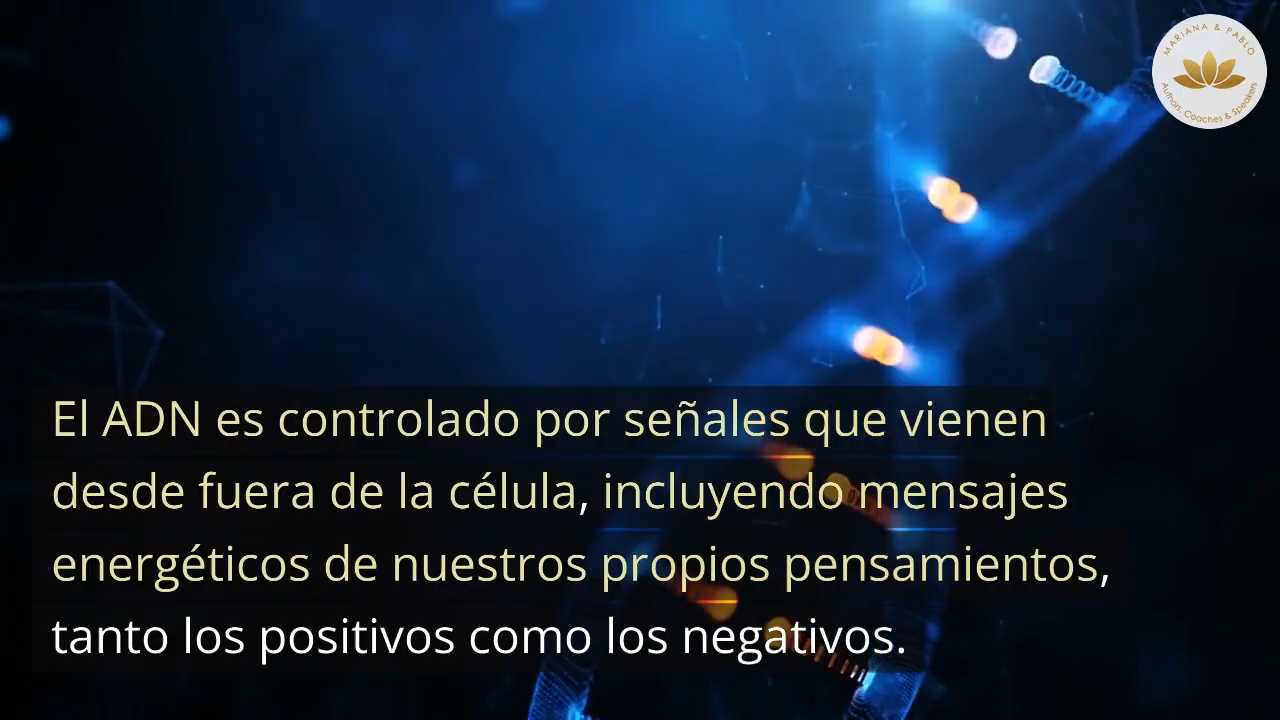 MARIANA & PABLO
Authors, Coaches & Speakers
El ADN es controlado por señales que vienen
desde fuera de la célula, incluyendo mensajes
energéticos de nuestros propios pensamientos,
tanto los positivos como los negativos.